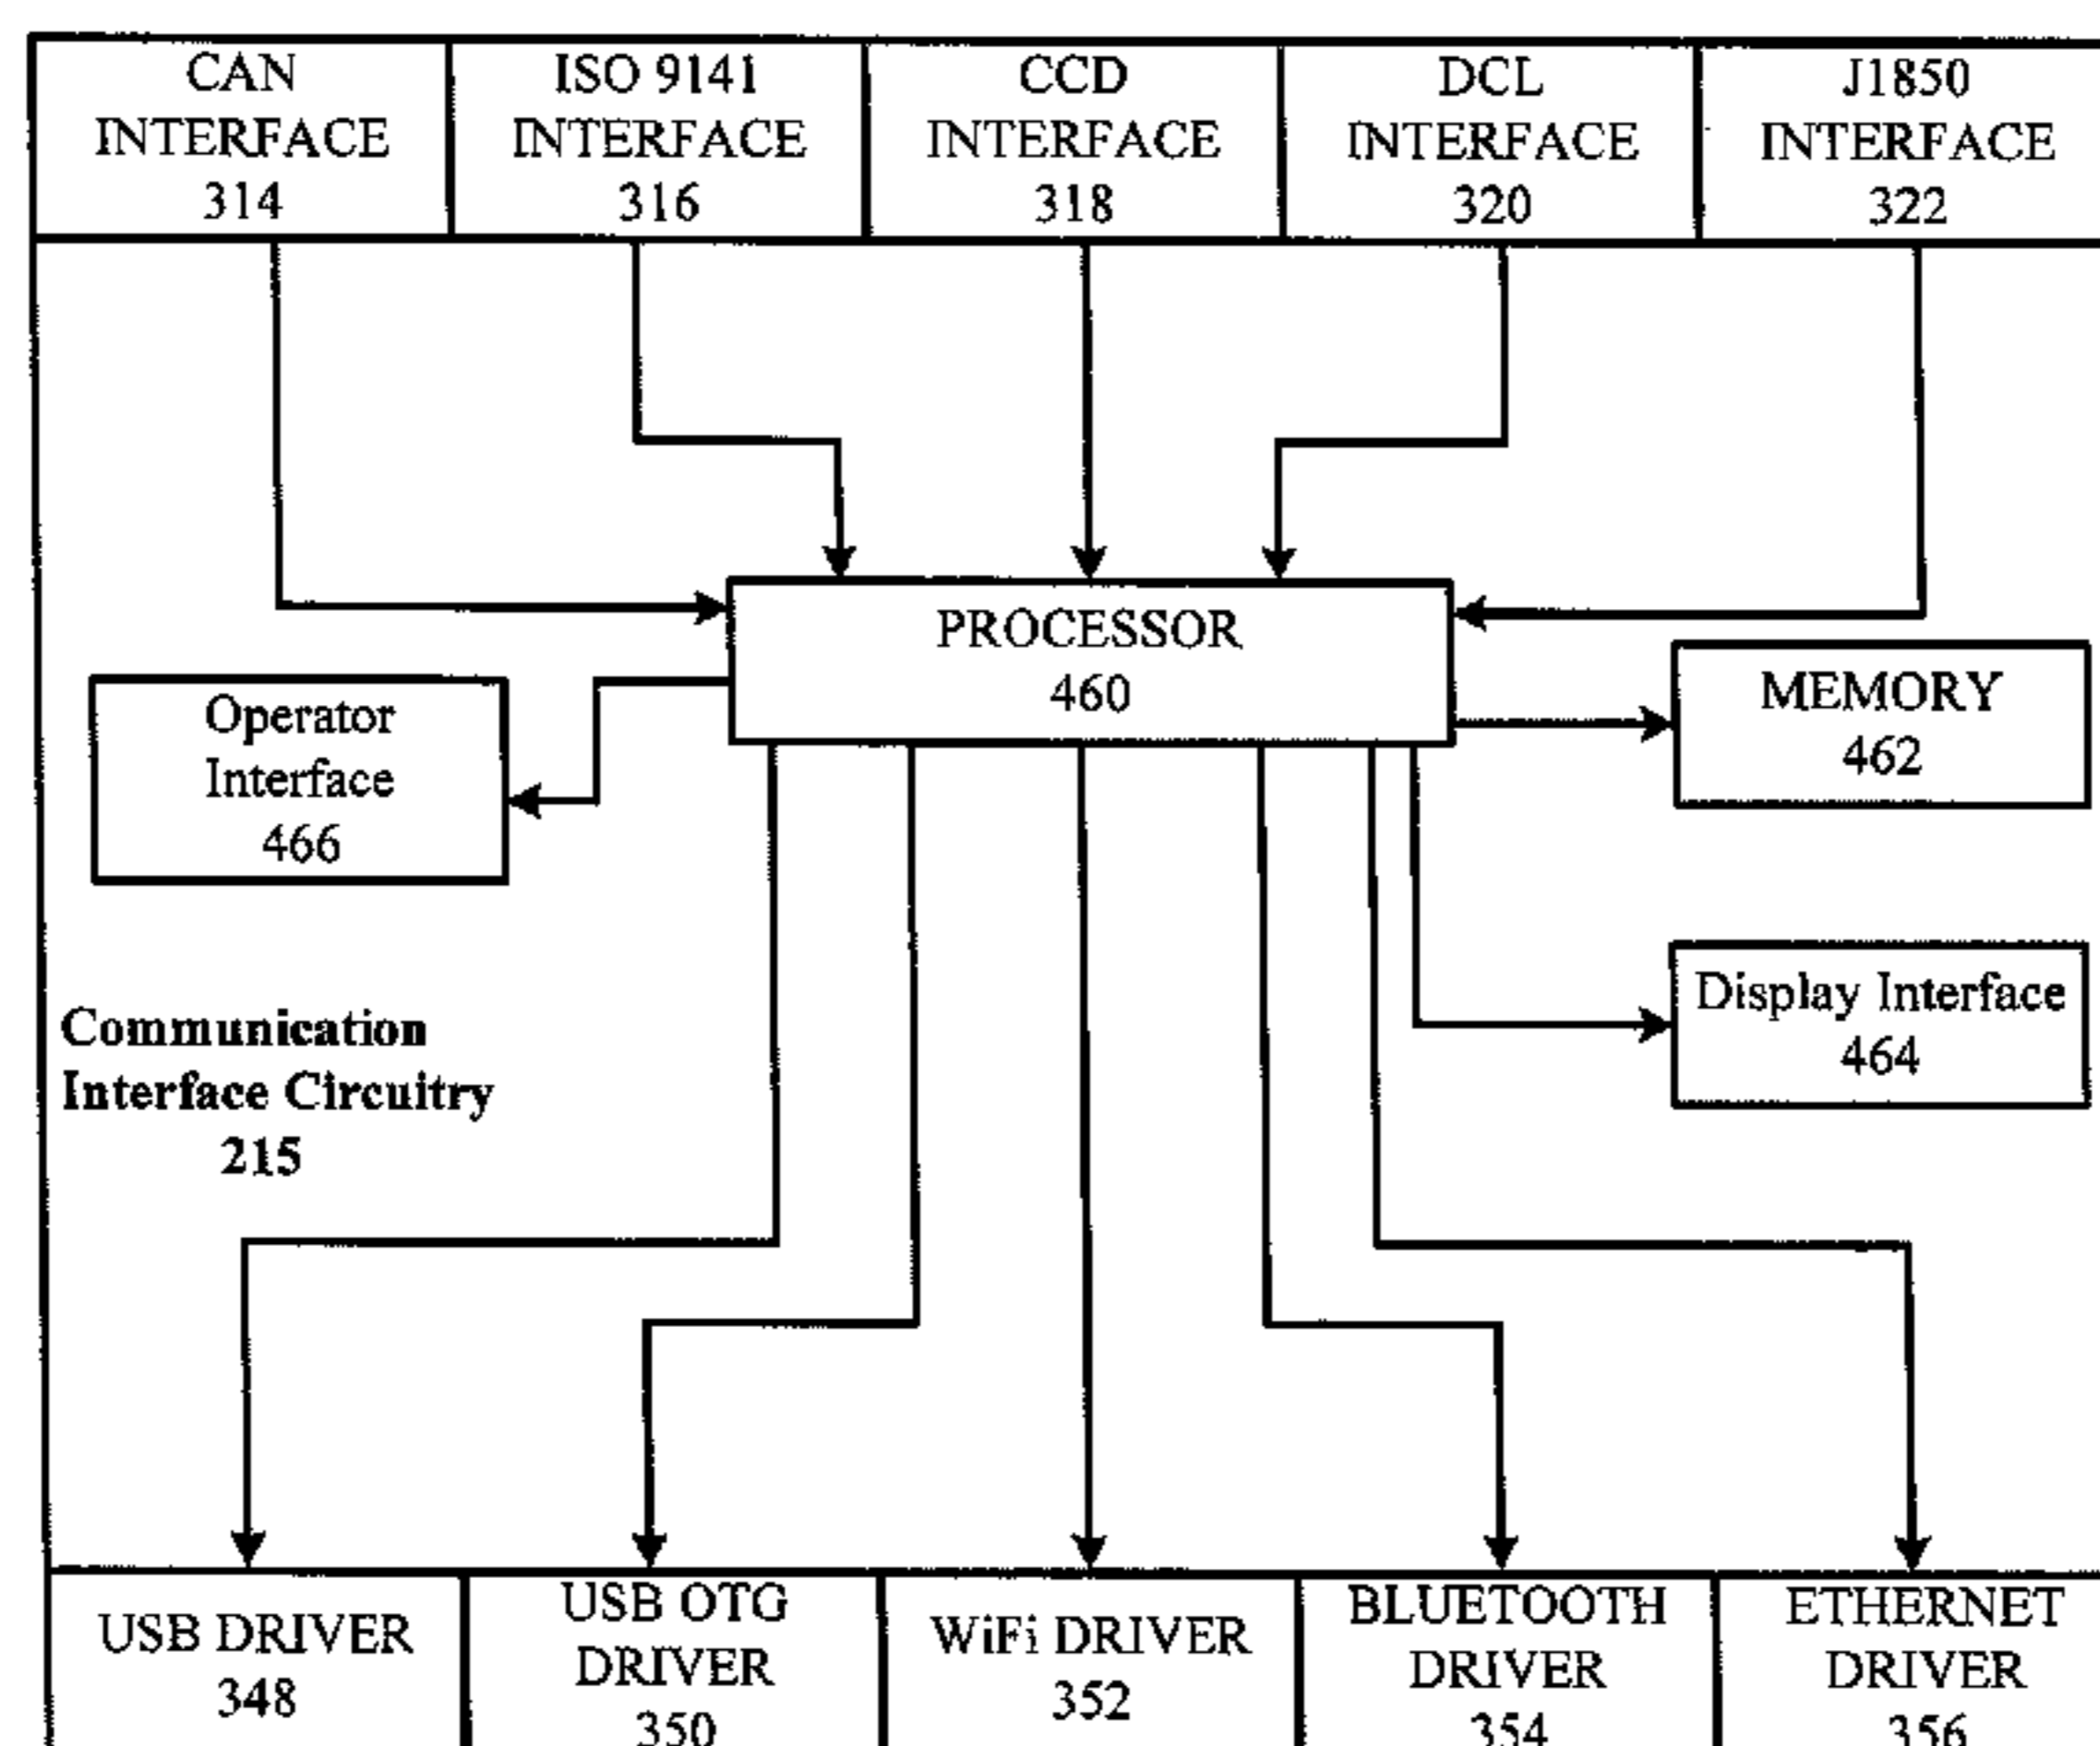 CAN
INTERFACE
314
ISO 9141
INTERFACE
316
CCD
INTERFACE
318
DCL
INTERFACE
320
J1850
INTERFACE
322
PROCESSOR
460
MEMORY
462
Operator
Interface
466
Display Interface
464
Communication
Interface Circuitry
215
USB DRIVER
348
USB OTG
DRIVER
350
WiFi DRIVER
352
BLUETOOTH
DRIVER
354
ETHERNET
DRIVER
356